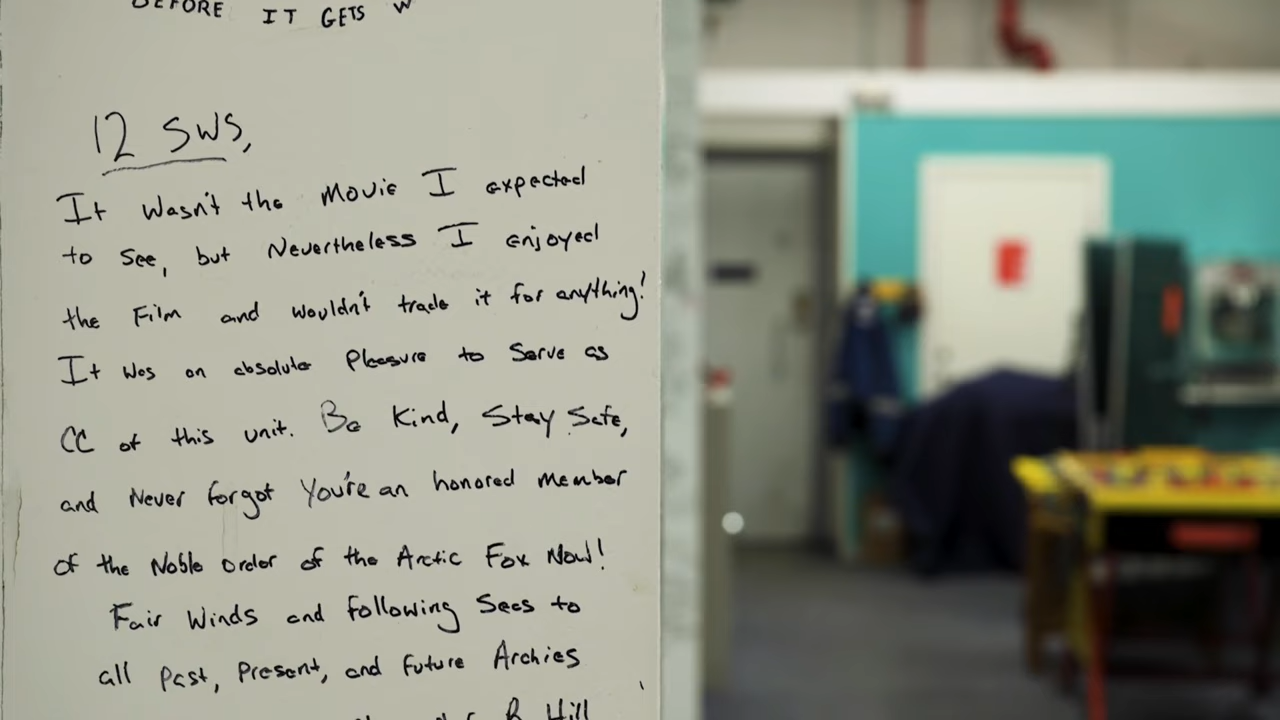 BEFORE IT GETS W
12 SWS,
It wasn't the Movie I expected
to see, but Nevertheless I enjoyed
the Film and wouldn't trade it for anything!
It was an absolute Pleasure to Serve as
CC of this unit. Be Kind, Stay Safe,
and Never forget You're an honored member
of the Noble Order of the Arctic Fox Now!
Fair Winds and Following Seas to
all Past, Present, and Future Archies
R Hill